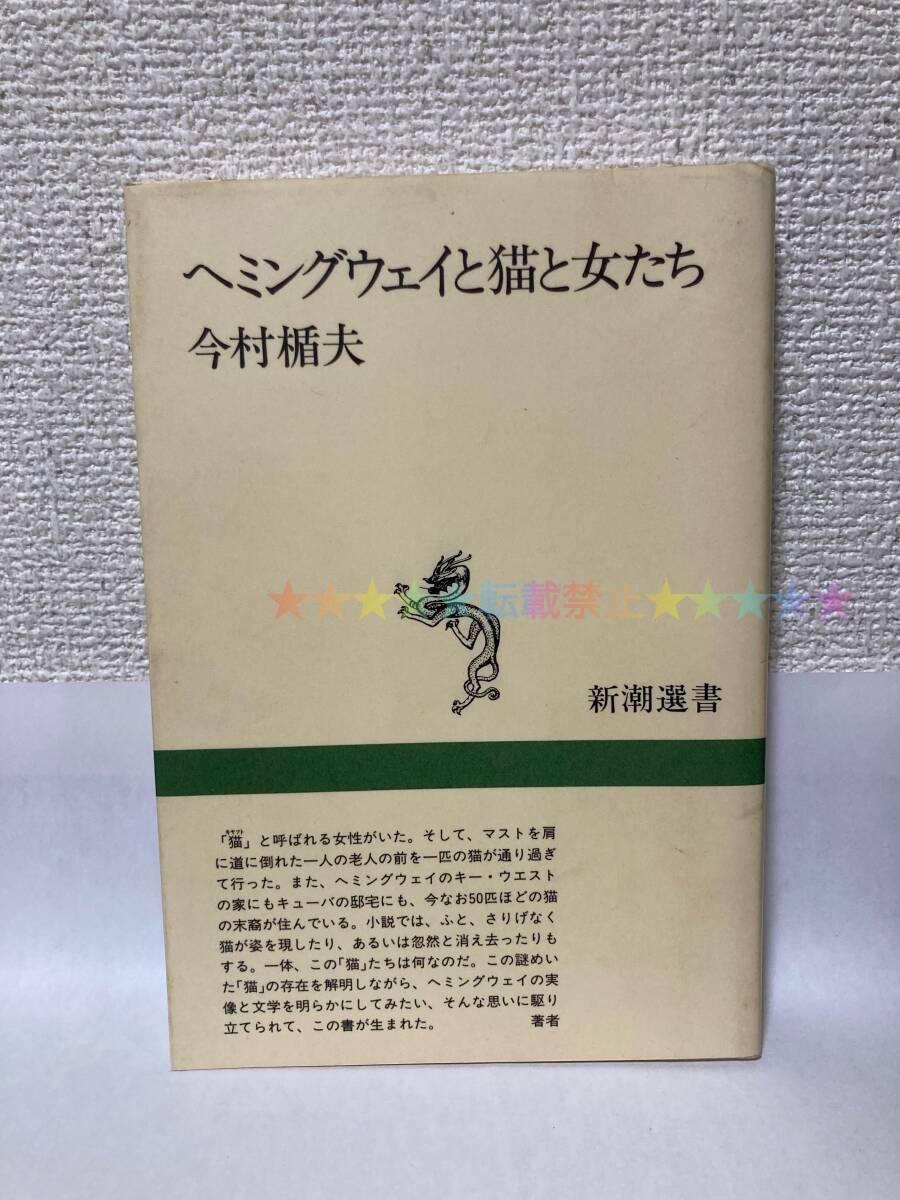 ヘミングウェイと猫と女たち
今村楯夫
★★★★★転載禁止★★★★★
新潮選書
キャット
「猫」と呼ばれる女性がいた。そして、マストを肩
に道に倒れた一人の老人の前を一匹の猫が通り過ぎ
て行った。また、ヘミングウェイのキー・ウエスト
の家にもキューバの邸宅にも、今なお50匹ほどの猫
の末裔が住んでいる。小説では、ふと、さりげなく
猫が姿を現したり、あるいは忽然と消え去ったりも
する。一体、この「猫」たちは何なのだ。この謎めい
た「猫」の存在を解明しながら、ヘミングウェイの実
像と文学を明らかにしてみたい、そんな思いに駆り
立てられて、この書が生まれた。 著者